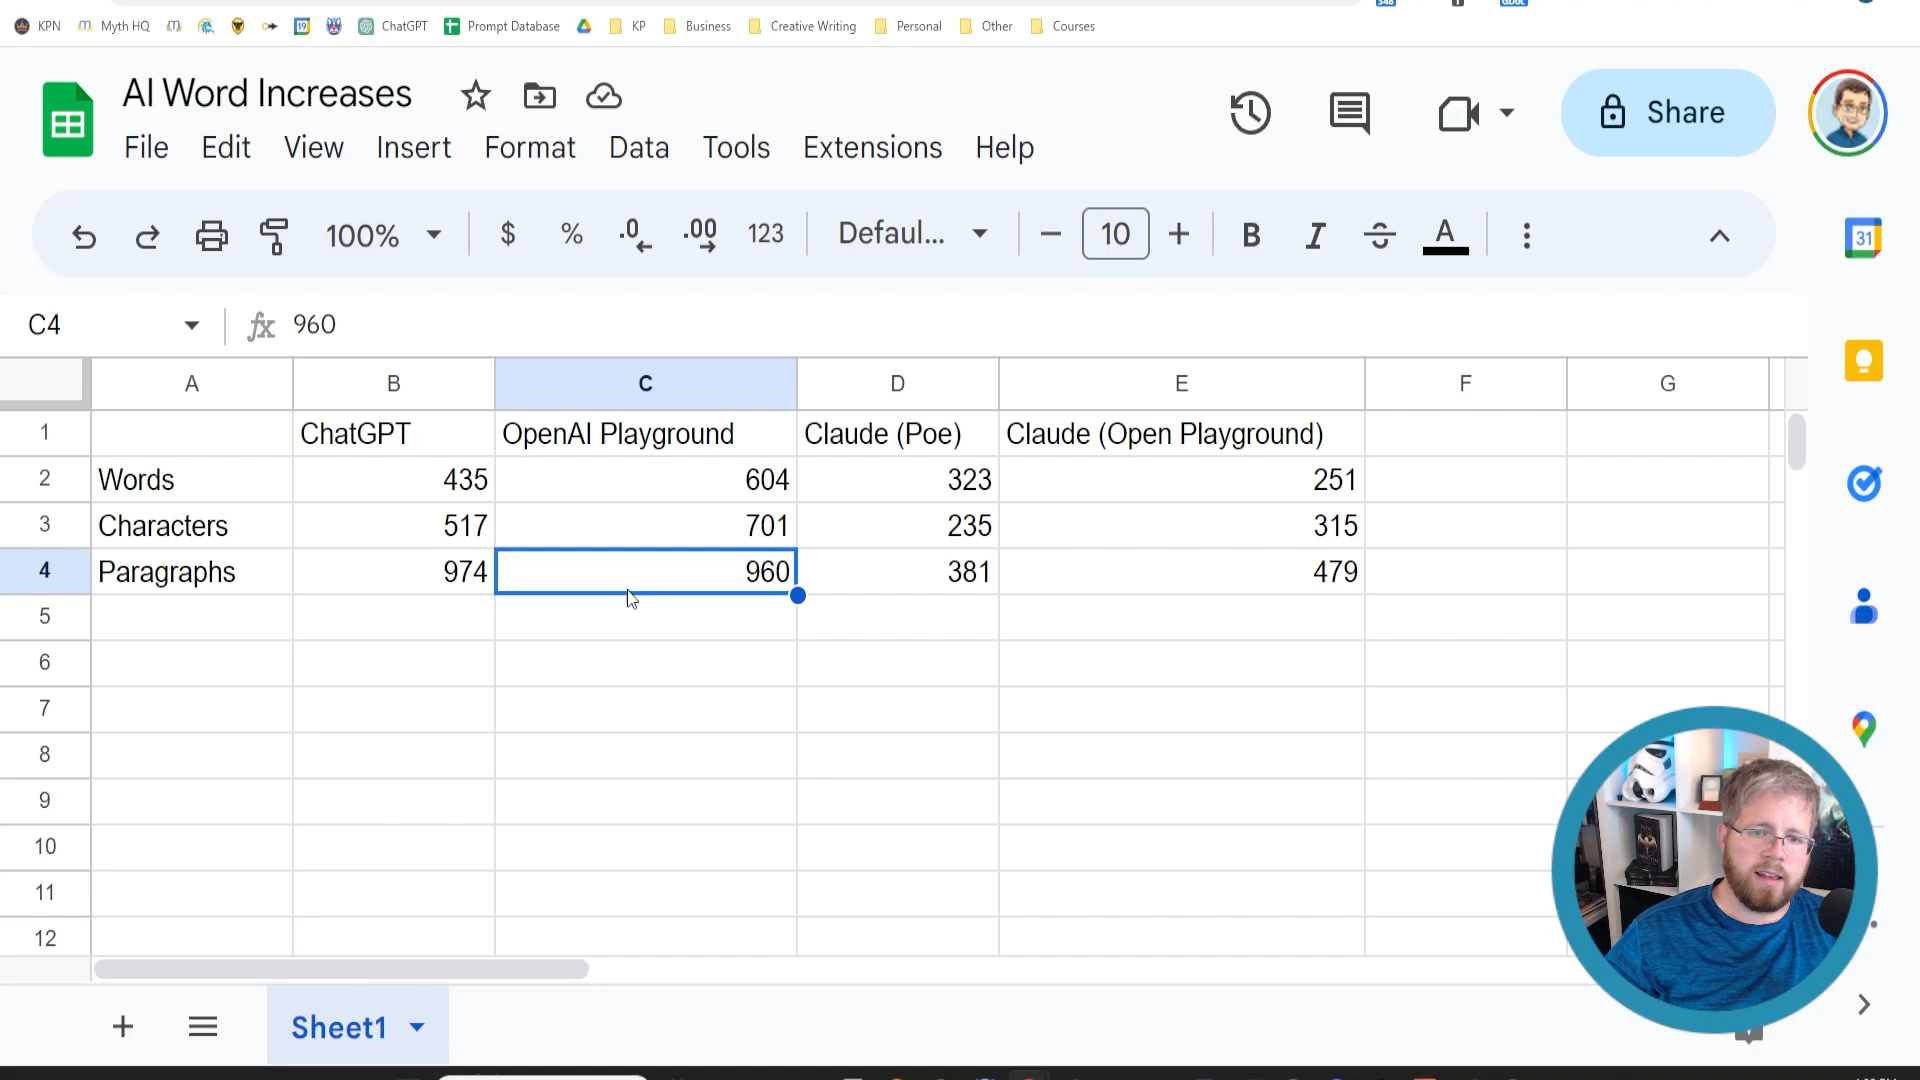 KPN Myth HQ 19 ChatGPT Prompt Database KP Business Creative Writing Personal Other Courses
AI Word Increases
File Edit View Insert Format Data Tools Extensions Help
Share
100% $ % .0 .00 123 Defaul... 10 B I S A
31
C4 fx 960
A B C D E F G
1 ChatGPT OpenAI Playground Claude (Poe) Claude (Open Playground)
2 Words 435 604 323 251
3 Characters 517 701 235 315
4 Paragraphs 974 960 381 479
5
6
7
8
9
10
11
12
Sheet1